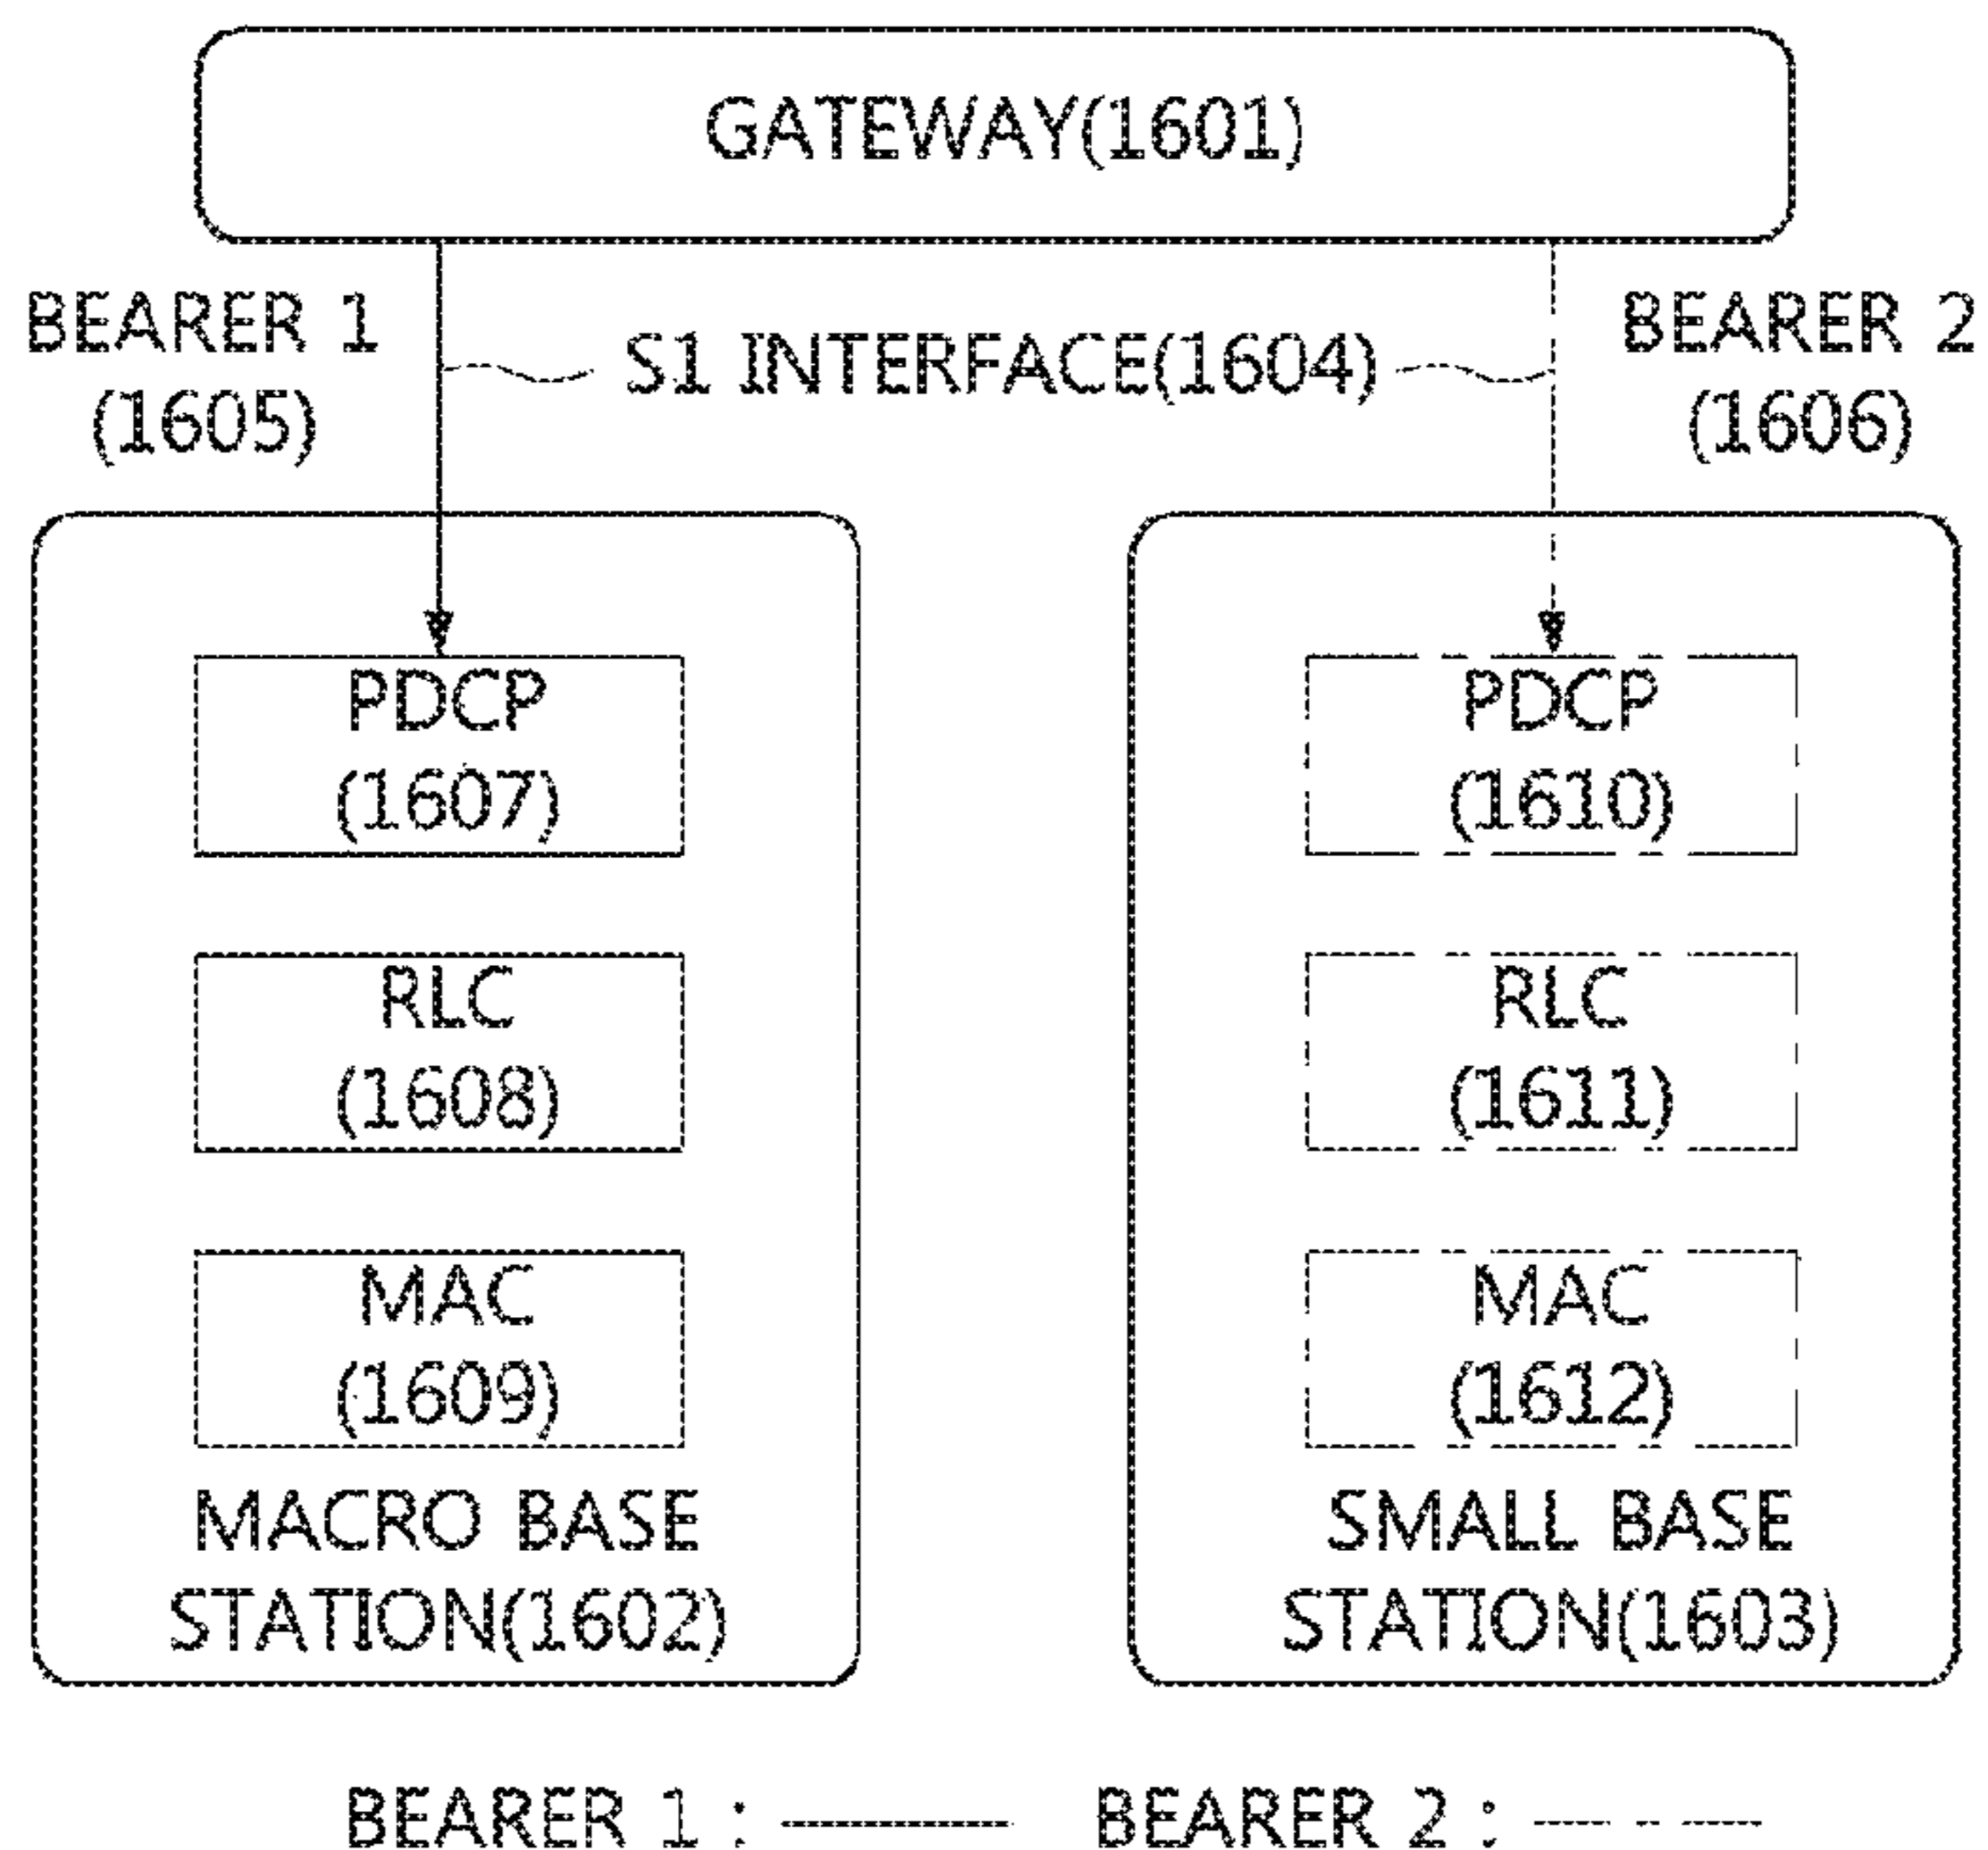 GATEWAY(1601)
BEARER 1
(1605)
S1 INTERFACE(1604)
BEARER 2
(1606)
PDCP
(1607)
RLC
(1608)
MAC
(1609)
MACRO BASE
STATION(1602)
PDCP
(1610)
RLC
(1611)
MAC
(1612)
SMALL BASE
STATION(1603)
BEARER 1 :
BEARER 2 :